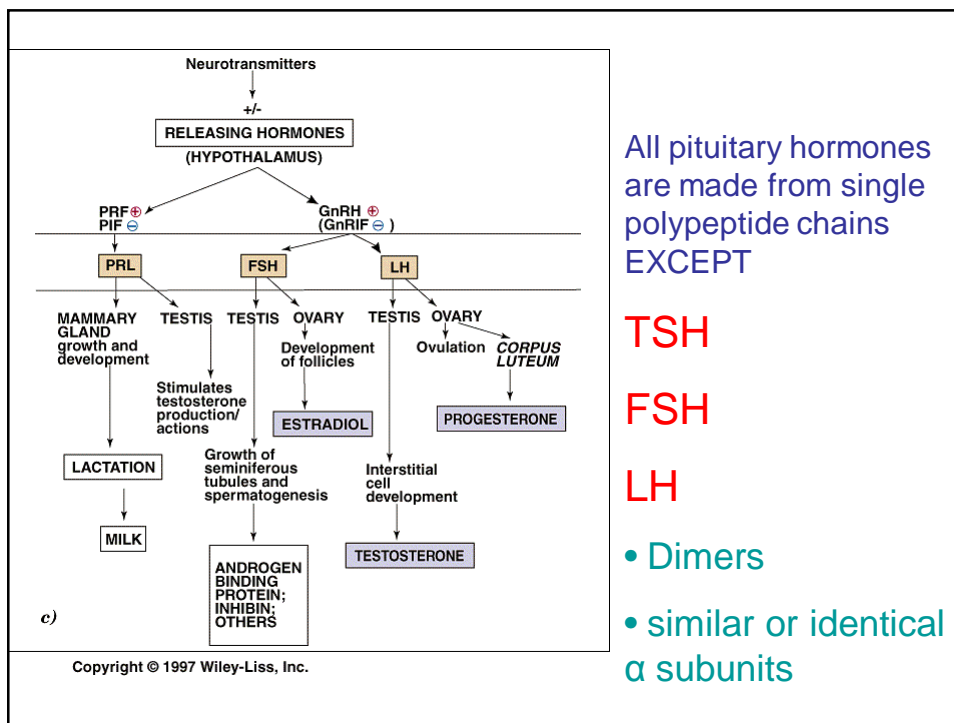 Neurotransmitters
+/-
RELEASING HORMONES
(HYPOTHALAMUS)
PRF ⊕
PIF ⊖
GnRH ⊕
(GnRIF ⊖ )
PRL
FSH
LH
MAMMARY
GLAND
growth and
development
TESTIS
TESTIS
OVARY
TESTIS
OVARY
Stimulates
testosterone
production/
actions
Development
of follicles
Ovulation
CORPUS
LUTEUM
ESTRADIOL
PROGESTERONE
LACTATION
Growth of
seminiferous
tubules and
spermatogenesis
Interstitial
cell
development
MILK
ANDROGEN
BINDING
PROTEIN;
INHIBIN;
OTHERS
TESTOSTERONE
c)
Copyright © 1997 Wiley-Liss, Inc.
All pituitary hormones
are made from single
polypeptide chains
EXCEPT
TSH
FSH
LH
• Dimers
• similar or identical
α subunits